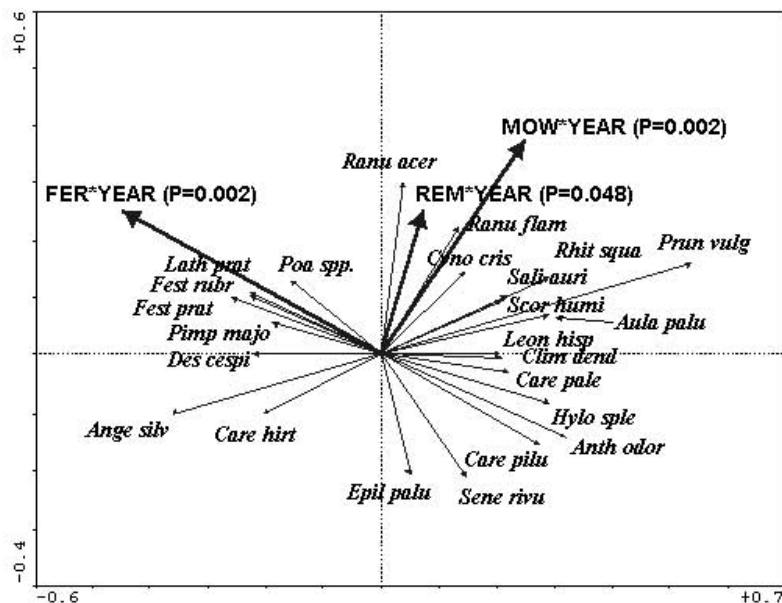 +0.6
MOW*YEAR (P=0.002)
Ranu acer
FER*YEAR (P=0.002)
REM*YEAR (P=0.048)
Ranu flam
Rhit squa
Prun vulg
Cyno cris
Lath prat
Poa spp.
Fest rubr
Sali auri
Fest prat
Scor humi
Pimp majo
Aula palu
Leon hisp
Des cespi
Clim dend
Care pale
Hylo sple
Ange silv
Care hirt
Anth odor
Care pilu
Epil palu
Sene rivu
-0.4
-0.6
+0.7